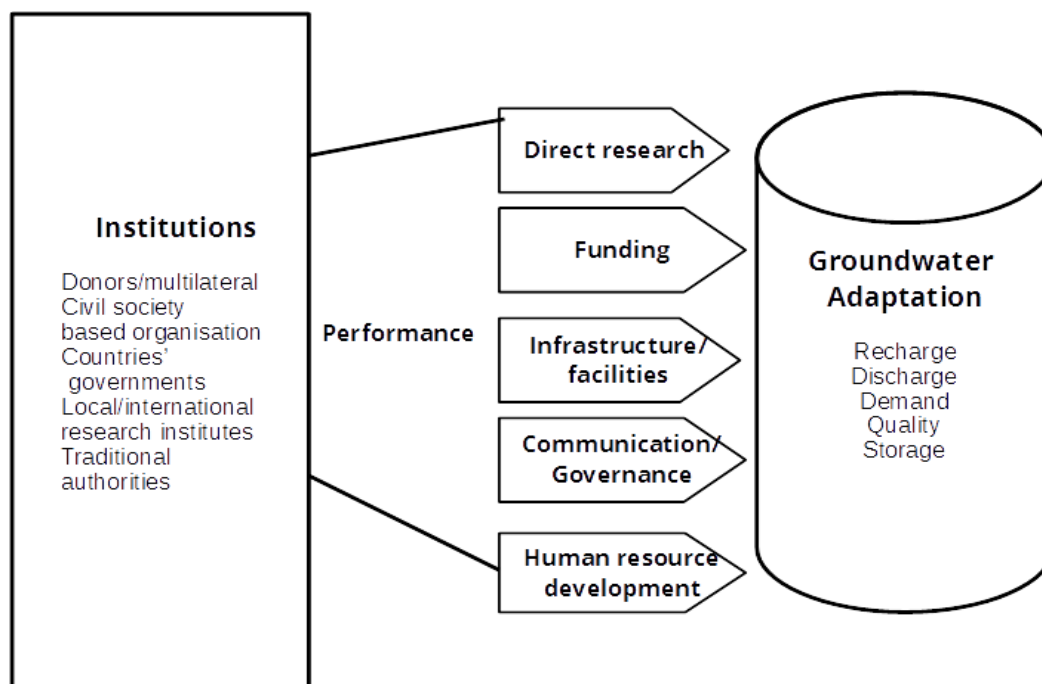 Institutions
Donors/multilateral
Civil society
based organisation
Countries’
governments
Local/international
research institutes
Traditional
authorities
Performance
Direct research
Funding
Infrastructure/
facilities
Communication/
Governance
Human resource
development
Groundwater
Adaptation
Recharge
Discharge
Demand
Quality
Storage